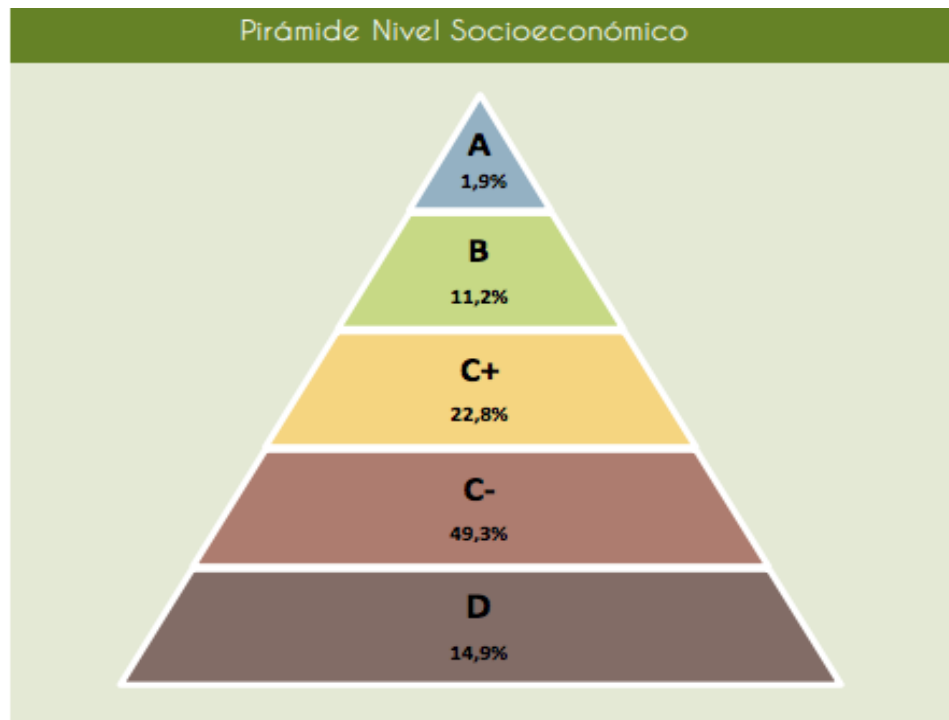 Pirámide Nivel Socioeconómico
A
1,9%
B
11,2%
C+
22,8%
C-
49,3%
D
14,9%